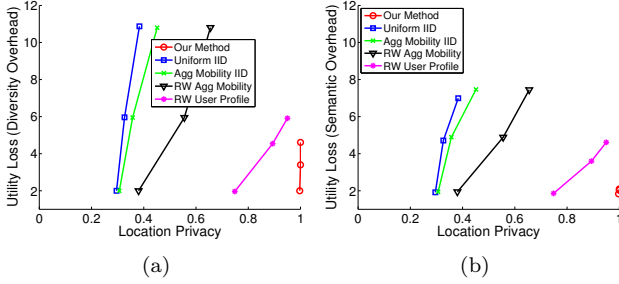 Utility Loss (Diversity Overhead)
12
10
8
6
4
2
0
0.2
0.4
0.6
0.8
1
Location Privacy
Our Method
Uniform IID
Agg Mobility IID
RW Agg Mobility
RW User Profile
(a)
Utility Loss (Semantic Overhead)
12
10
8
6
4
2
0
0.2
0.4
0.6
0.8
1
Location Privacy
Our Method
Uniform IID
Agg Mobility IID
RW Agg Mobility
RW User Profile
(b)